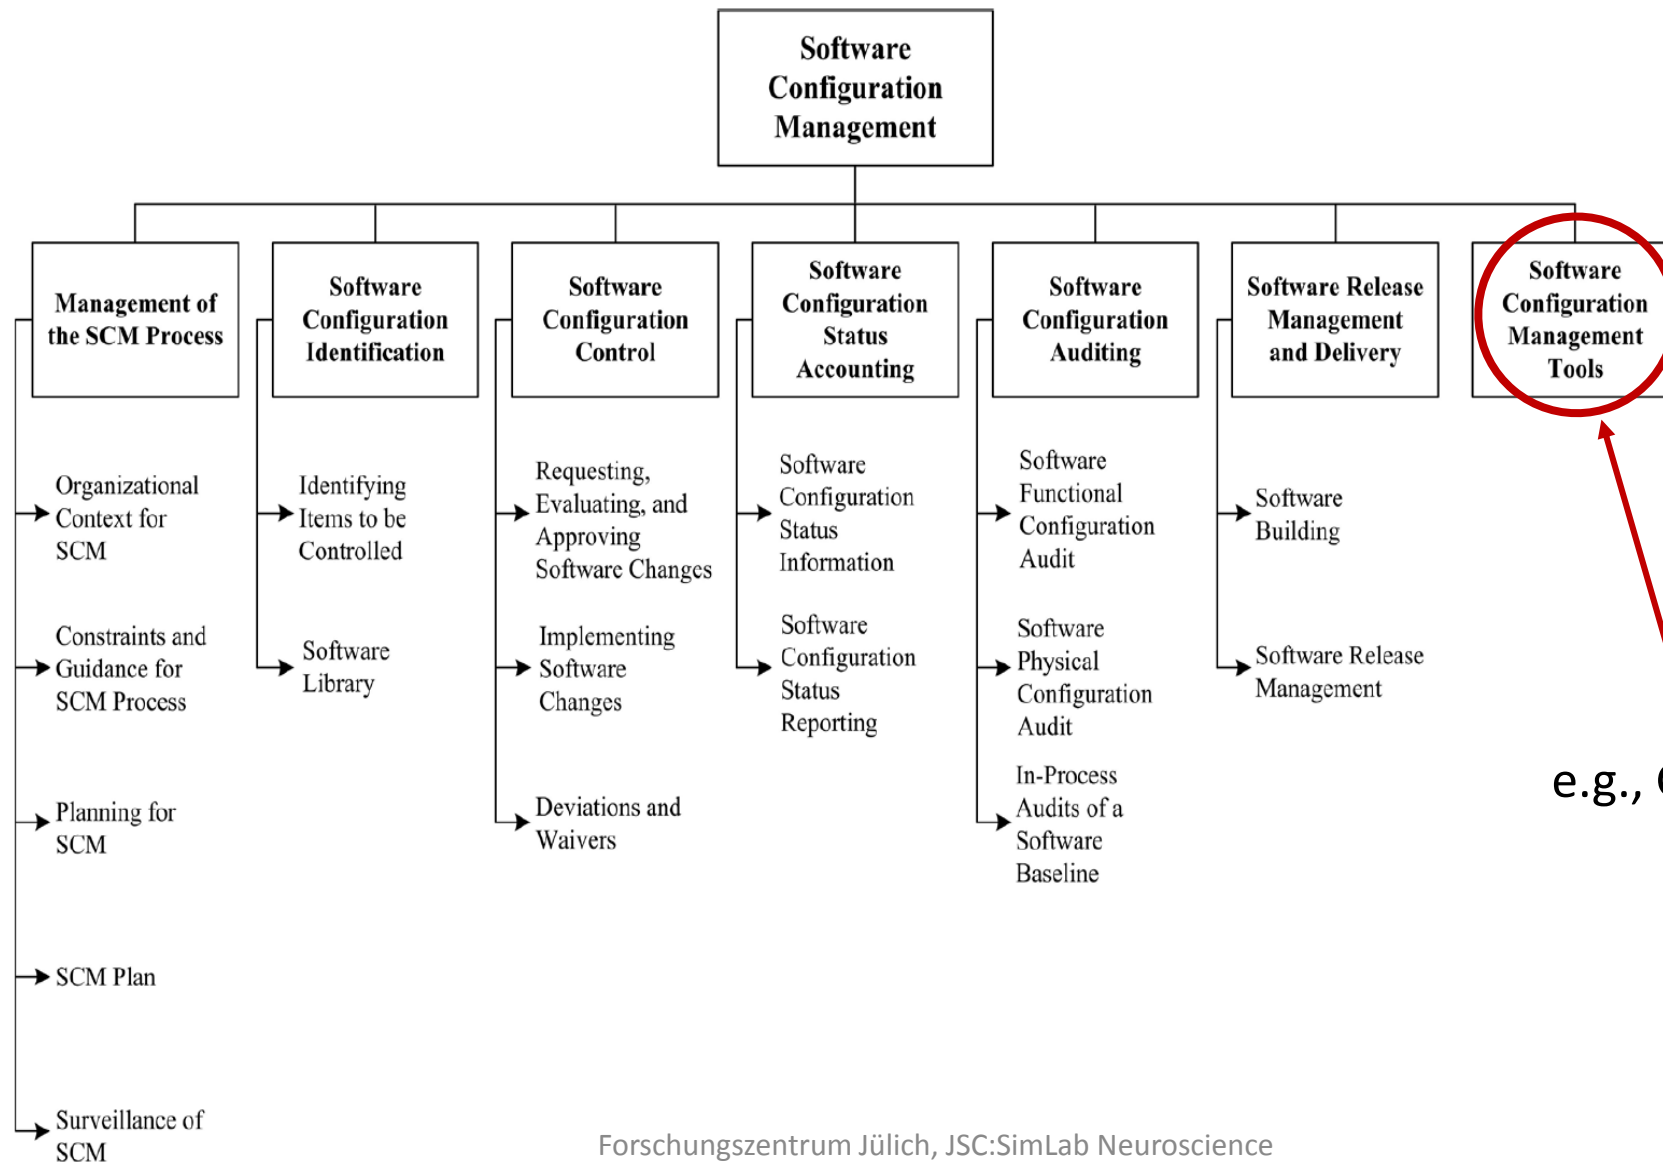 Software
Configuration
Management
Management of
the SCM Process
Software
Configuration
Identification
Software
Configuration
Control
Software
Configuration
Status
Accounting
Software
Configuration
Auditing
Software Release
Management
and Delivery
Software
Configuration
Management
Tools
Organizational
Context for
SCM
Constraints and
Guidance for
SCM Process
Planning for
SCM
SCM Plan
Surveillance of
SCM
Identifying
Items to be
Controlled
Software
Library
Requesting,
Evaluating, and
Approving
Software Changes
Implementing
Software
Changes
Deviations and
Waivers
Software
Configuration
Status
Information
Software
Configuration
Status
Reporting
Software
Functional
Configuration
Audit
Software
Physical
Configuration
Audit
In-Process
Audits of a
Software
Baseline
Software
Building
Software Release
Management
e.g.,
Forschungszentrum Jülich, JSC:SimLab Neuroscience